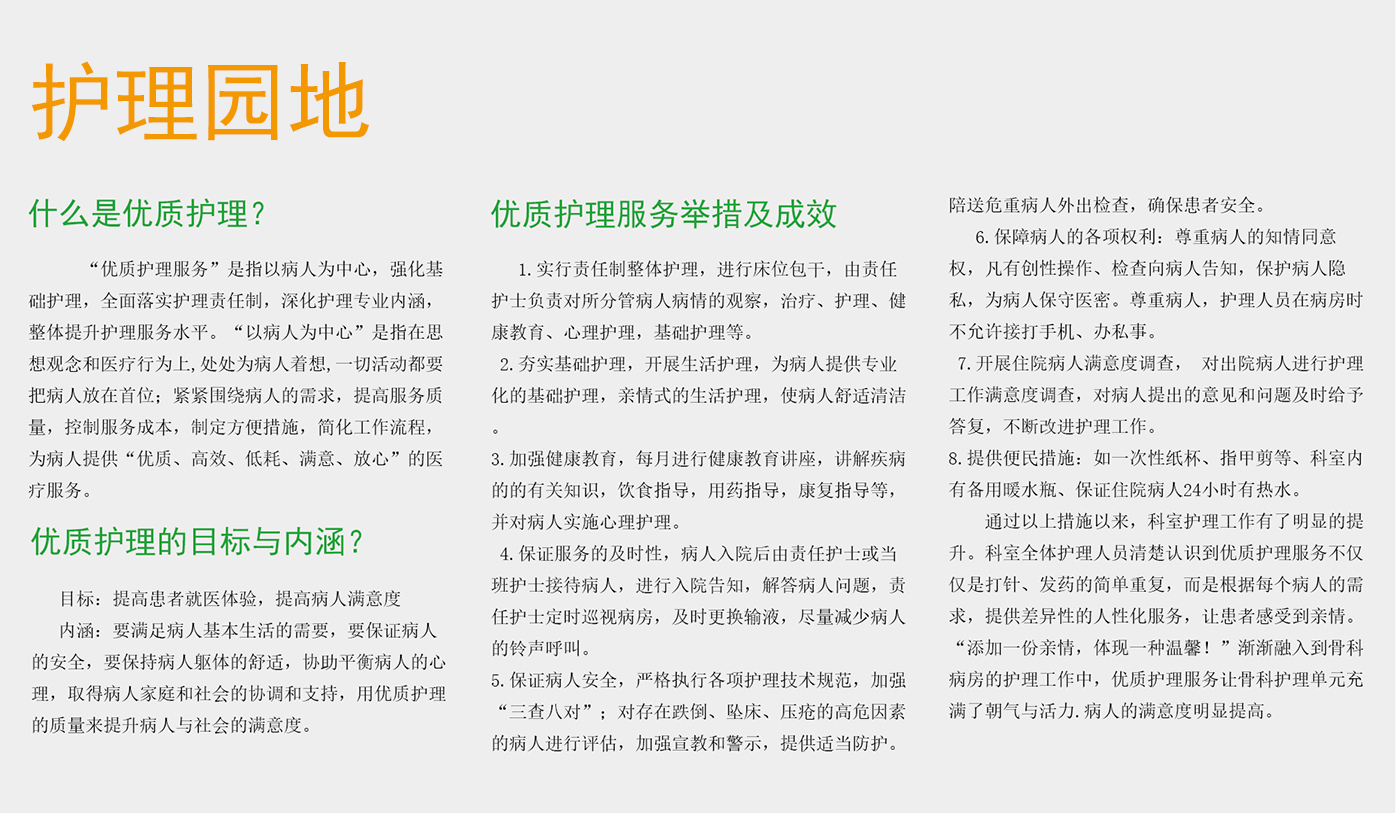 护理园地
什么是优质护理？
“优质护理服务”是指以病人为中心，强化基
础护理，全面落实护理责任制，深化护理专业内涵，
整体提升护理服务水平。“以病人为中心”是指在思
想观念和医疗行为上,处处为病人着想,一切活动都要
把病人放在首位；紧紧围绕病人的需求，提高服务质
量，控制服务成本，制定方便措施，简化工作流程，
为病人提供“优质、高效、低耗、满意、放心”的医
疗服务。
优质护理的目标与内涵？
目标：提高患者就医体验，提高病人满意度
内涵：要满足病人基本生活的需要，要保证病人
的安全，要保持病人躯体的舒适，协助平衡病人的心
理，取得病人家庭和社会的协调和支持，用优质护理
的质量来提升病人与社会的满意度。
优质护理服务举措及成效
1.实行责任制整体护理，进行床位包干，由责任
护士负责对所分管病人病情的观察，治疗、护理、健
康教育、心理护理，基础护理等。
2.夯实基础护理，开展生活护理，为病人提供专业
化的基础护理，亲情式的生活护理，使病人舒适清洁
。
3.加强健康教育，每月进行健康教育讲座，讲解疾病
的的有关知识，饮食指导，用药指导，康复指导等，
并对病人实施心理护理。
4.保证服务的及时性，病人入院后由责任护士或当
班护士接待病人，进行入院告知，解答病人问题，责
任护士定时巡视病房，及时更换输液，尽量减少病人
的铃声呼叫。
5.保证病人安全，严格执行各项护理技术规范，加强
“三查八对”；对存在跌倒、坠床、压疮的高危因素
的病人进行评估，加强宣教和警示，提供适当防护。
陪送危重病人外出检查，确保患者安全。
6.保障病人的各项权利：尊重病人的知情同意
权，凡有创性操作、检查向病人告知，保护病人隐
私，为病人保守医密。尊重病人，护理人员在病房时
不允许接打手机、办私事。
7.开展住院病人满意度调查， 对出院病人进行护理
工作满意度调查，对病人提出的意见和问题及时给予
答复，不断改进护理工作。
8.提供便民措施：如一次性纸杯、指甲剪等、科室内
有备用暖水瓶、保证住院病人24小时有热水。
通过以上措施以来，科室护理工作有了明显的提
升。科室全体护理人员清楚认识到优质护理服务不仅
仅是打针、发药的简单重复，而是根据每个病人的需
求，提供差异性的人性化服务，让患者感受到亲情。
“添加一份亲情，体现一种温馨！”渐渐融入到骨科
病房的护理工作中，优质护理服务让骨科护理单元充
满了朝气与活力.病人的满意度明显提高。